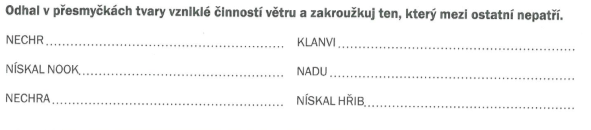 Odhal v přesmyčkách tvary vzniklé činností větru a zakroužkuj ten, který mezi ostatní nepatří.
NECHR.................... KLANVI....................
NÍSKAL NOOK.................... NADU....................
NECHRA.................... NÍSKAL HŘIB....................